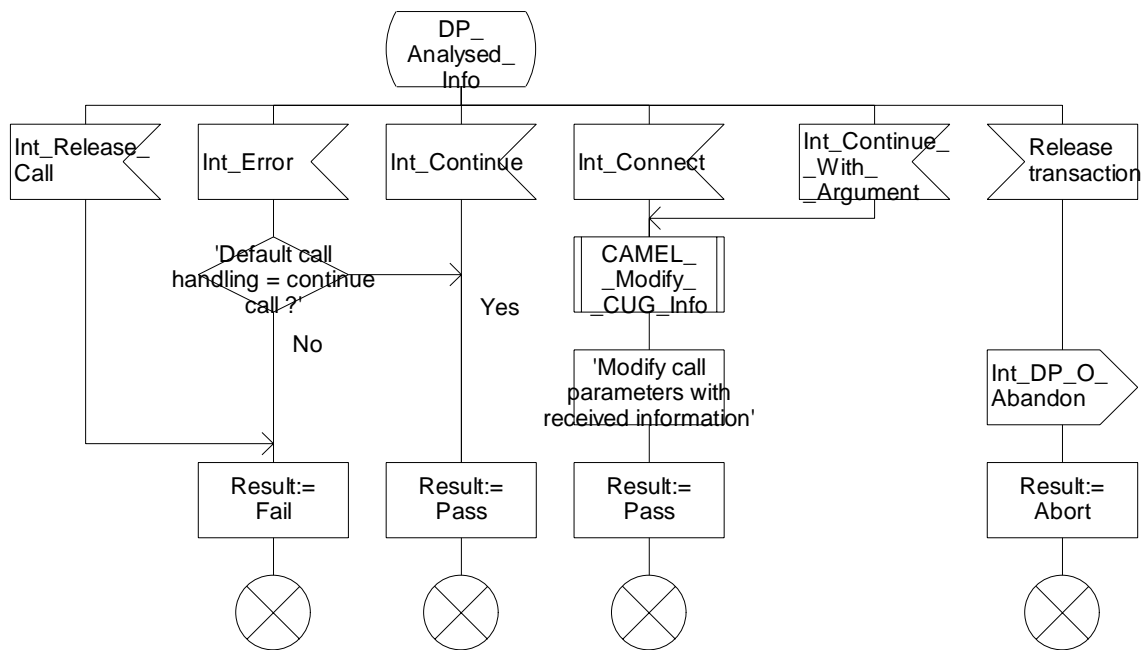 DP_
Analysed_
Info
Int_Release_
Call
Int_Error
Int_Continue
Int_Connect
Int_Continue_
_With_
_Argument
Release
transaction
'Default call
handling = continue
call ?'
Yes
No
CAMEL_
_Modify_
_CUG_Info
'Modify call
parameters with
received information'
Int_DP_O_
Abandon
Result:=
Fail
Result:=
Pass
Result:=
Pass
Result:=
Abort